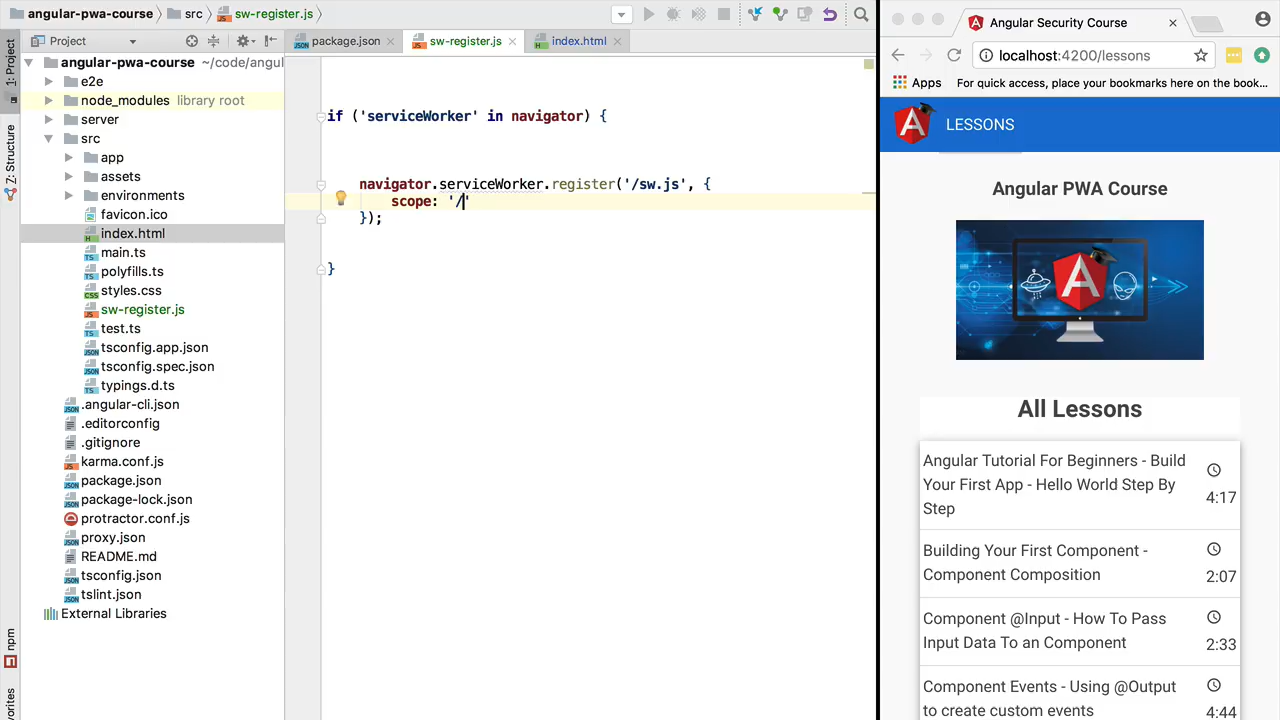 angular-pwa-course
src
sw-register.js
Project
package.json
sw-register.js
index.html
1: Project
Z: Structure
npm
angular-pwa-course ~/code/angul
e2e
node_modules library root
server
src
app
assets
environments
favicon.ico
index.html
main.ts
polyfills.ts
styles.css
sw-register.js
test.ts
tsconfig.app.json
tsconfig.spec.json
typings.d.ts
.angular-cli.json
.editorconfig
.gitignore
karma.conf.js
package.json
package-lock.json
protractor.conf.js
proxy.json
README.md
tsconfig.json
tslint.json
External Libraries
if ('serviceWorker' in navigator) {
navigator.serviceWorker.register('/sw.js', {
scope: '/'
});
}
Angular Security Course
localhost:4200/lessons
Apps
For quick access, place your bookmarks here on the book...
LESSONS
Angular PWA Course
All Lessons
Angular Tutorial For Beginners - Build
Your First App - Hello World Step By
Step
4:17
Building Your First Component -
Component Composition
2:07
Component @Input - How To Pass
Input Data To an Component
2:33
Component Events - Using @Output
to create custom events
4:44